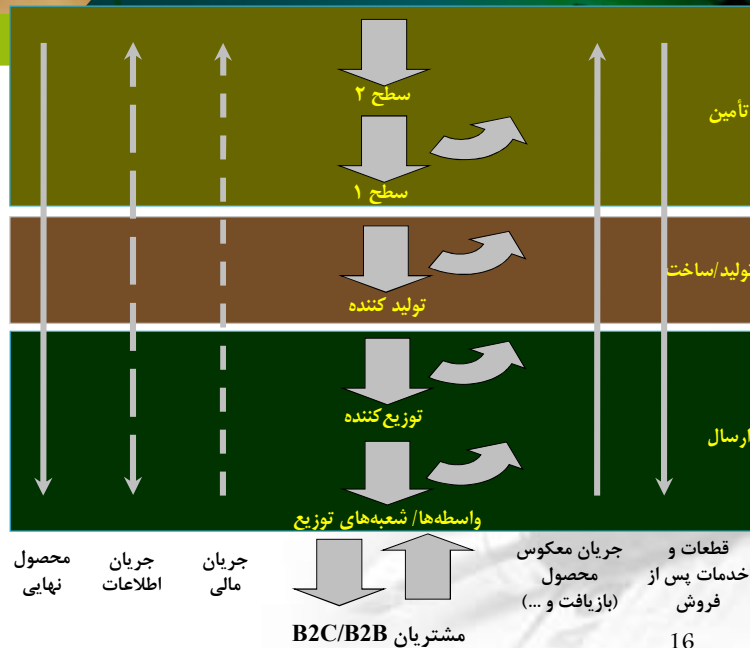 سطح ۲
تأمین
سطح ۱
تولید/ساخت
تولید کننده
توزیع‌کننده
ارسال
واسطه‌ها/ شعبه‌های توزیع
قطعات و
خدمات پس از
فروش
جریان معکوس
محصول
(بازیافت و ...)
جریان
مالی
جریان
اطلاعات
محصول
نهایی
مشتریان B2C/B2B
16